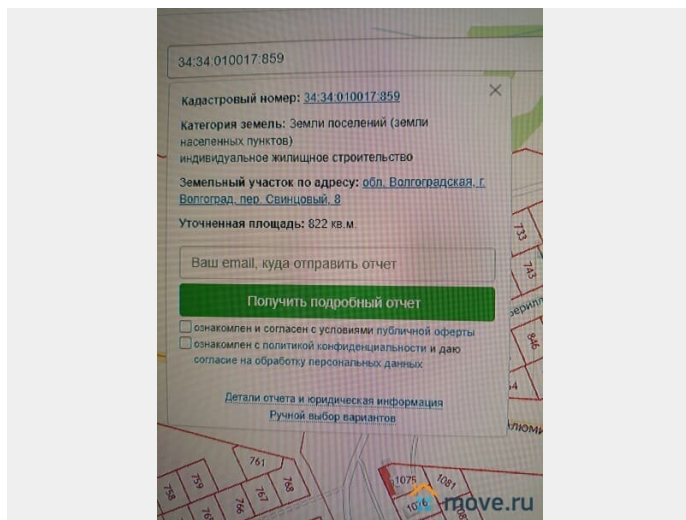 34:34:010017:859
Кадастровый номер: 34:34:010017:859
Категория земель: Земли поселений (земли
населенных пунктов)
индивидуальное жилищное строительство
Земельный участок по адресу: обл. Волгоградская, г.
Волгоград, пер. Свинцовый, 8
Уточненная площадь: 822 кв.м.
Ваш email, куда отправить отчет
Получить подробный отчет
ознакомлен и согласен с условиями публичной оферты
ознакомлен с политикой конфиденциальности и даю
согласие на обработку персональных данных
Детали отчета и юридическая информация
Ручной выбор вариантов
733
743
846
761
759
758
768
767
766
1075
1081
1076
move.ru